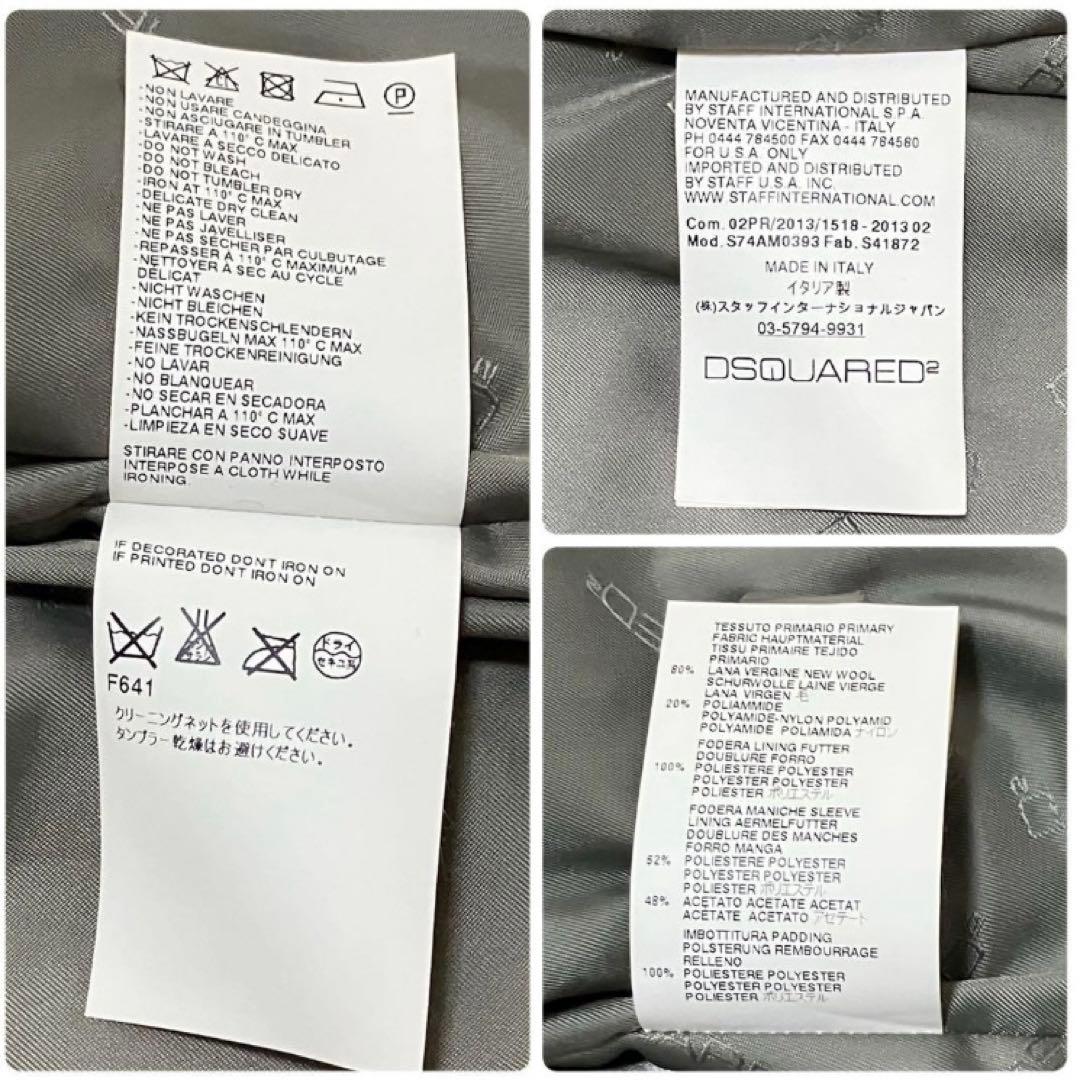 P
-NON LAVARE
-NON USARE CANDEGGINA
-NON ASCIUGARE IN TUMBLER
-STIRARE A 110° C MAX
-LAVARE A SECCO DELICATO
-DO NOT WASH
-DO NOT BLEACH
-DO NOT TUMBLER DRY
-IRON AT 110° C MAX
-DELICATE DRY CLEAN
-NE PAS LAVER
-NE PAS JAVELLISER
-NE PAS SECHER PAR CULBUTAGE
-REPASSER A 110° C MAXIMUM
-NETTOYER A SEC AU CYCLE
DELICAT
-NICHT WASCHEN
-NICHT BLEICHEN
-KEIN TROCKENSCHLENDERN
-NASSBUGELN MAX 110° C MAX
-FEINE TROCKENREINIGUNG
-NO LAVAR
-NO BLANQUEAR
-NO SECAR EN SECADORA
-PLANCHAR A 110° C MAX
-LIMPIEZA EN SECO SUAVE
STIRARE CON PANNO INTERPOSTO
INTERPOSE A CLOTH WHILE
IRONING.
IF DECORATED DON'T IRON ON
IF PRINTED DON'T IRON ON
ドライ
セキユ系
F641
クリーニングネットを使用してください。
タンブラー乾燥はお避けください。
MANUFACTURED AND DISTRIBUTED
BY STAFF INTERNATIONAL S.P.A.
NOVENTA VICENTINA - ITALY
PH 0444 784500 FAX 0444 784580
FOR U.S.A. ONLY
IMPORTED AND DISTRIBUTED
BY STAFF U.S.A. INC.
WWW.STAFFINTERNATIONAL.COM
Com. 02PR/2013/1518 - 2013 02
Mod. S74AM0393 Fab. S41872
MADE IN ITALY
イタリア製
(株)スタッフインターナショナルジャパン
03-5794-9931
DSQUARED2
TESSUTO PRIMARIO PRIMARY
FABRIC HAUPTMATERIAL
TISSU PRIMAIRE TEJIDO
PRIMARIO
80% LANA VERGINE NEW WOOL
SCHURWOLLE LAINE VIERGE
LANA VIRGEN 毛
20% POLIAMMIDE
POLYAMIDE-NYLON POLYAMID
POLYAMIDE POLIAMIDA ナイロン
FODERA LINING FUTTER
DOUBLURE FORRO
100% POLIESTERE POLYESTER
POLYESTER POLYESTER
POLIESTER ポリエステル
FODERA MANICHE SLEEVE
LINING AERMELFUTTER
DOUBLURE DES MANCHES
FORRO MANGA
52% POLIESTERE POLYESTER
POLYESTER POLYESTER
POLIESTER ポリエステル
48% ACETATO ACETATE ACETAT
ACETATE ACETATO アセテート
IMBOTTITURA PADDING
POLSTERUNG REMBOURRAGE
RELLENO
100% POLIESTERE POLYESTER
POLYESTER POLYESTER
POLIESTER ポリエステル